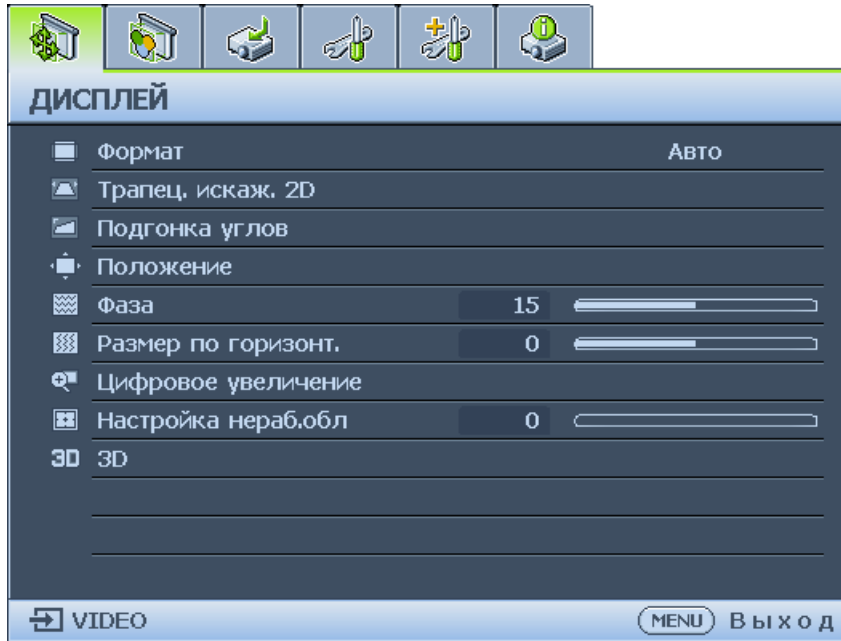 ДИСПЛЕЙ
Формат Авто
Трапец. искаж. 2D
Подгонка углов
Положение
Фаза 15
Размер по горизонт. 0
Цифровое увеличение
Настройка нераб.обл 0
3D 3D
VIDEO MENU Выход